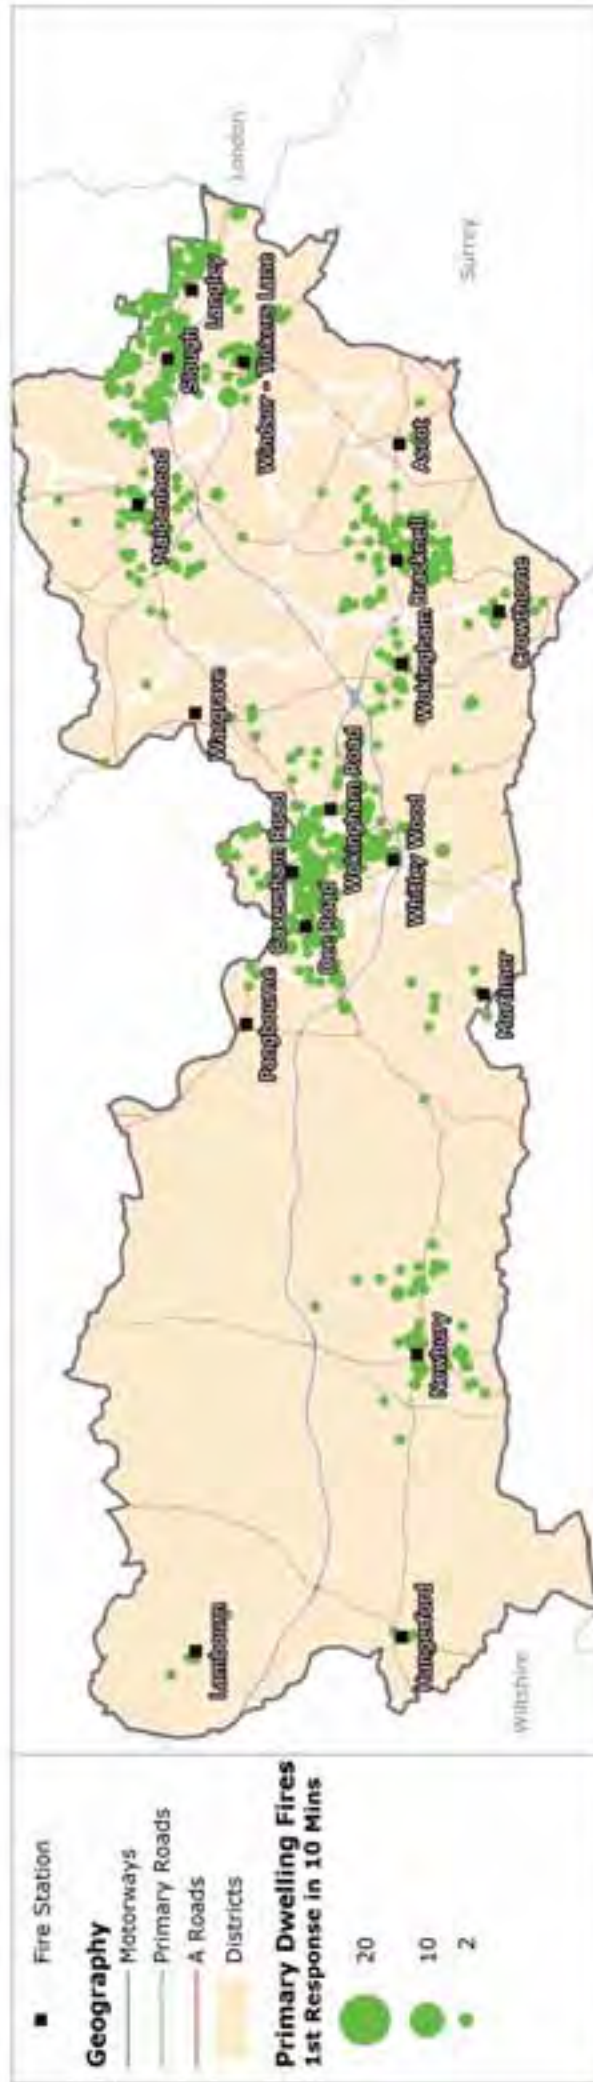 Fire Station
Geography
Motorways
Primary Roads
A Roads
Districts
Primary Dwelling Fires
1st Response in 10 Mins
20
10
2
Lambourn
Hungerford
Wiltshire
Newbury
Pangbourne
Mortimer
Dee Road
Caversham Road
Wokingham Road
Whitley Wood
Wargrave
Wokingham
Bracknell
Crowthorne
Maidenhead
Ascot
Slough
Windsor - Tinkers Lane
Langley
London
Surrey